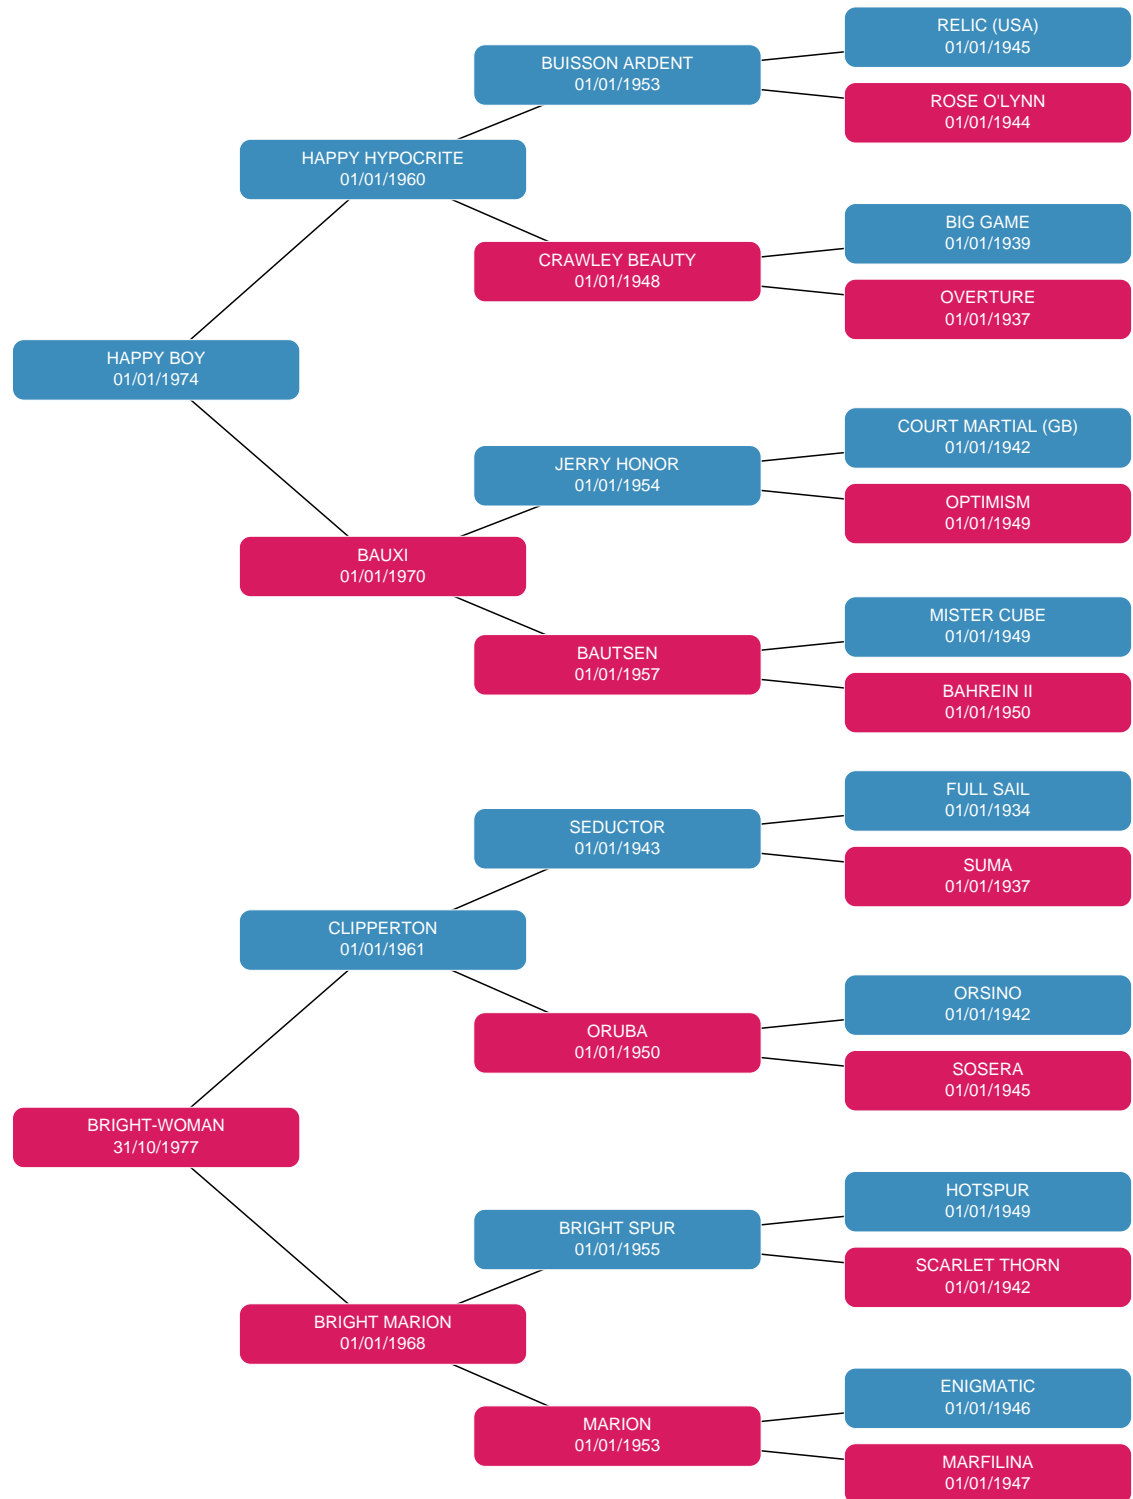 RELIC (USA)
01/01/1945
BUISSON ARDENT
01/01/1953
ROSE O'LYNN
01/01/1944
HAPPY HYPOCRITE
01/01/1960
BIG GAME
01/01/1939
CRAWLEY BEAUTY
01/01/1948
OVERTURE
01/01/1937
HAPPY BOY
01/01/1974
COURT MARTIAL (GB)
01/01/1942
JERRY HONOR
01/01/1954
OPTIMISM
01/01/1949
BAUXI
01/01/1970
MISTER CUBE
01/01/1949
BAUTSEN
01/01/1957
BAHREIN II
01/01/1950
FULL SAIL
01/01/1934
SEDUCTOR
01/01/1943
SUMA
01/01/1937
CLIPPERTON
01/01/1961
ORSINO
01/01/1942
ORUBA
01/01/1950
SOSERA
01/01/1945
BRIGHT-WOMAN
31/10/1977
HOTSPUR
01/01/1949
BRIGHT SPUR
01/01/1955
SCARLET THORN
01/01/1942
BRIGHT MARION
01/01/1968
ENIGMATIC
01/01/1946
MARION
01/01/1953
MARFILINA
01/01/1947